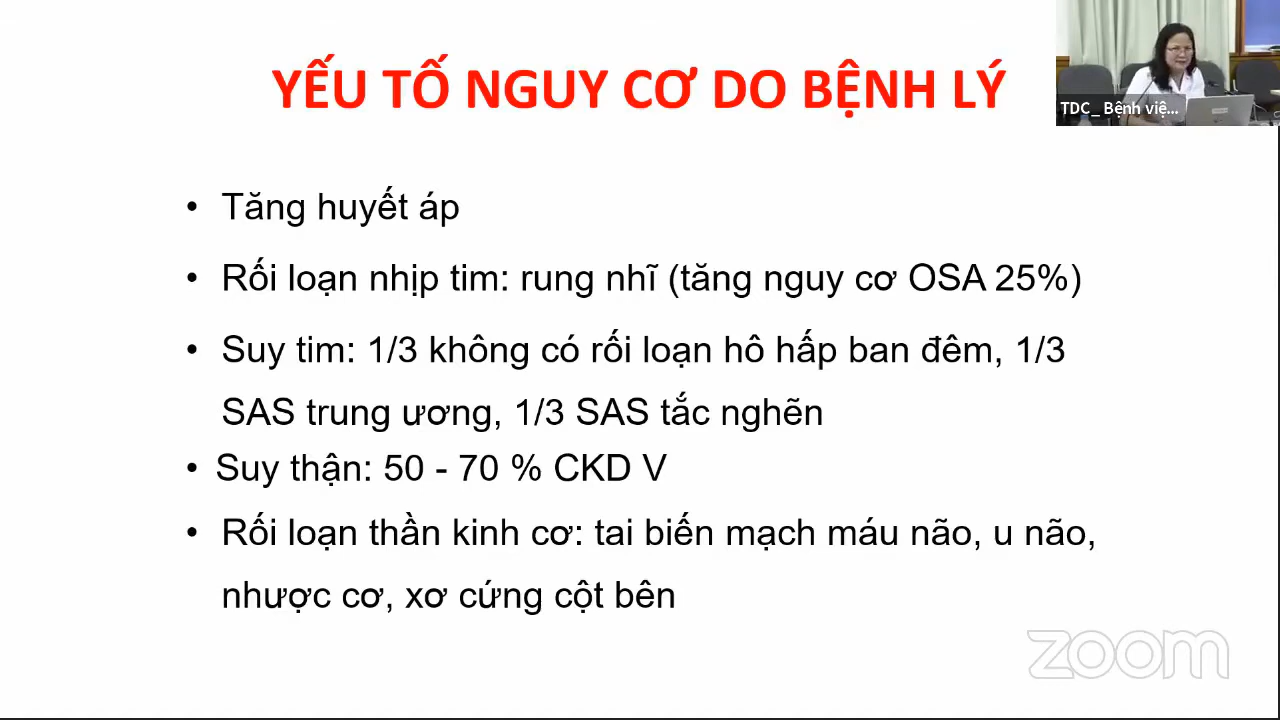 YẾU TỐ NGUY CƠ DO BỆNH LÝ
TDC_ Bệnh việ...
• Tăng huyết áp
• Rối loạn nhịp tim: rung nhĩ (tăng nguy cơ OSA 25%)
• Suy tim: 1/3 không có rối loạn hô hấp ban đêm, 1/3
SAS trung ương, 1/3 SAS tắc nghẽn
• Suy thận: 50 - 70 % CKD V
• Rối loạn thần kinh cơ: tai biến mạch máu não, u não,
nhược cơ, xơ cứng cột bên
zoom